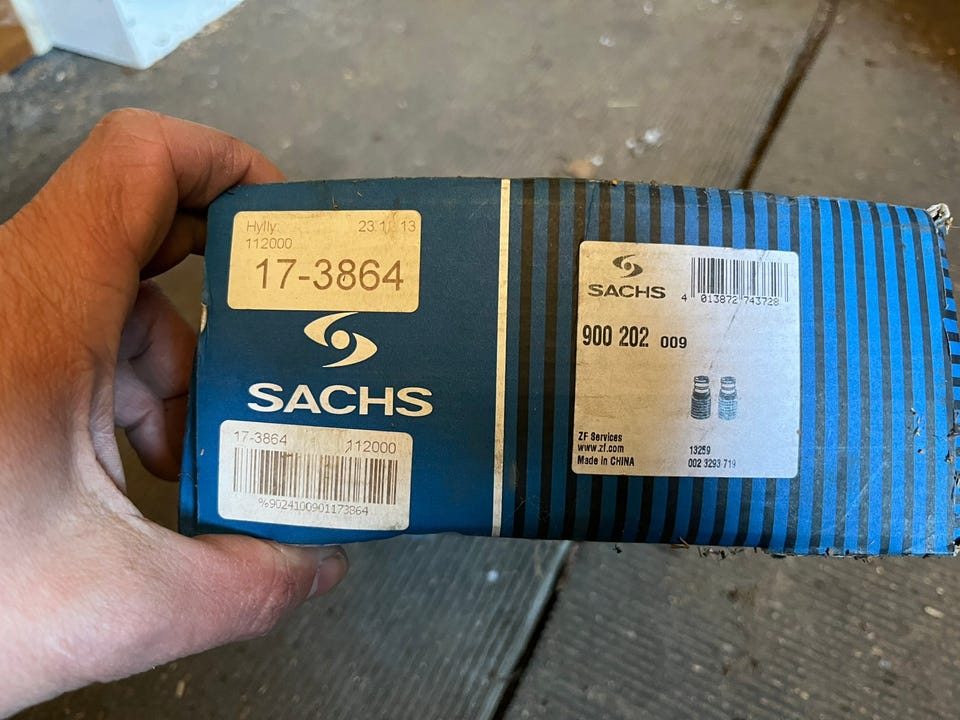 Hylly: 23.1 .13
112000
17-3864
SACHS
17-3864 112000
%9024100901173864
SACHS
4 013872 743728
900 202 009
ZF Services
www.zf.com
Made in CHINA
13259
002 3293 719